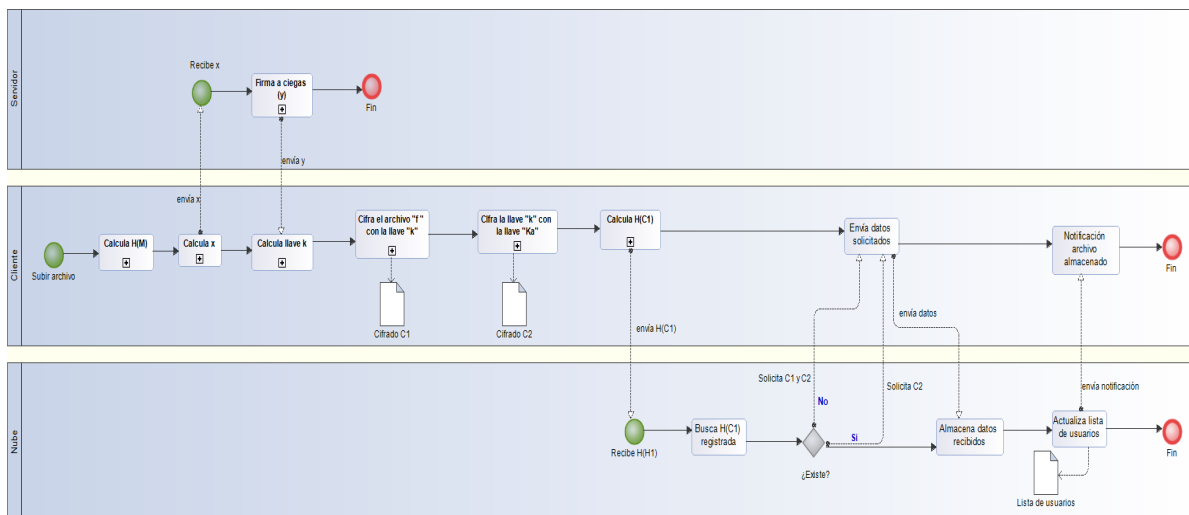 Servidor
Recibe x
Firma a ciegas
(y)
Fin
envía x
envía y
Cliente
Subir archivo
Calcula H(M)
Calcula x
Calcula llave k
Cifra el archivo "f "
con la llave "k"
Cifrado C1
CIfra la llave "k" con
la llave "Ka"
Cifrado C2
Calcula H(C1)
envía H(C1)
Envía datos
solicitados
envía datos
Notificación
archivo
almacenado
Fin
Nube
Recibe H(H1)
Busca H(C1)
registrada
¿Existe?
Solicita C1 y C2
No
Solicita C2
Si
Almacena datos
recibidos
envía notificación
Actualiza lista
de usuarios
Lista de usuarios
Fin